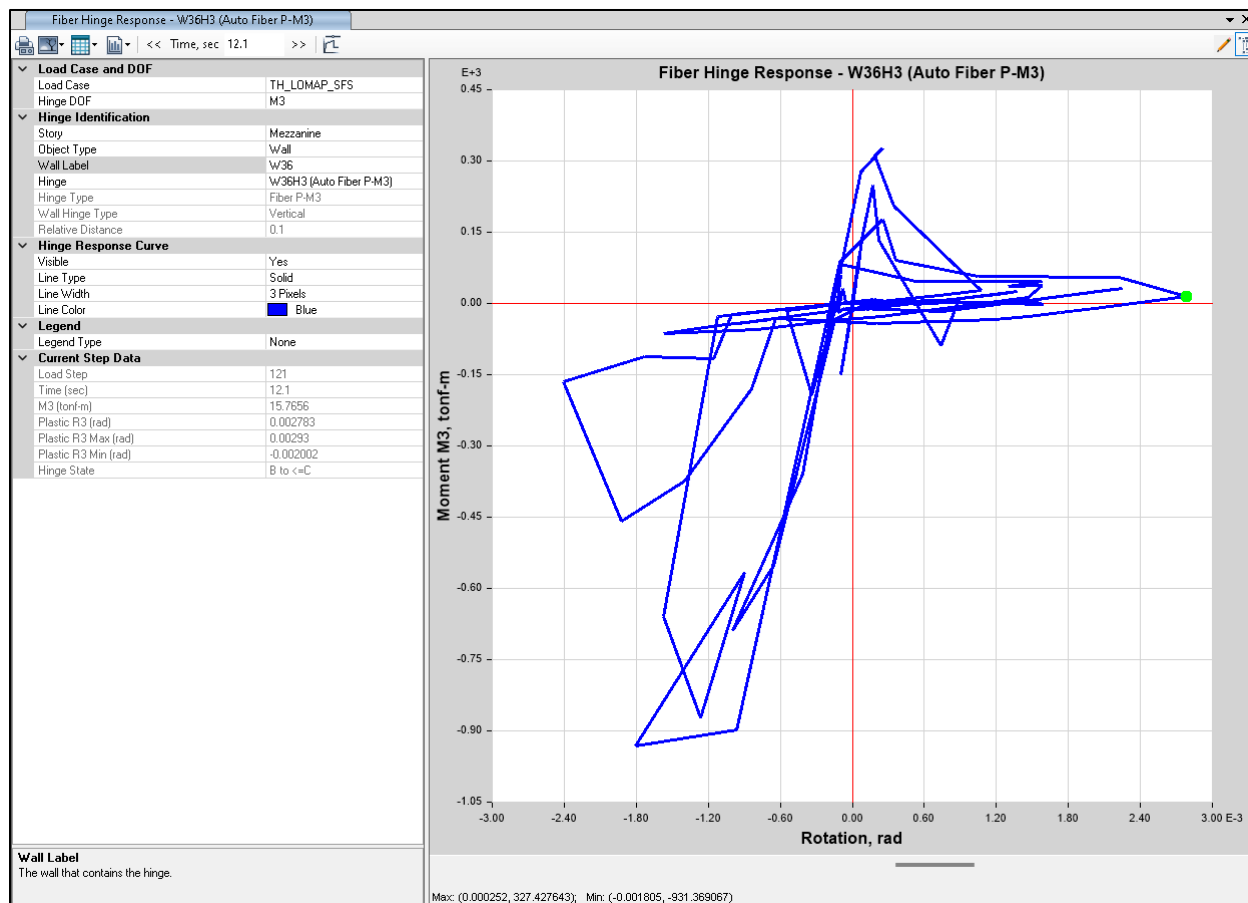 Fiber Hinge Response - W36H3 (Auto Fiber P-M3)
<< Time, sec 12.1 >>
Load Case and DOF
Load Case TH_LOMAP_SFS
Hinge DOF M3
Hinge Identification
Story Mezzanine
Object Type Wall
Wall Label W36
Hinge W36H3 (Auto Fiber P-M3)
Hinge Type Fiber P-M3
Wall Hinge Type Vertical
Relative Distance 0.1
Hinge Response Curve
Visible Yes
Line Type Solid
Line Width 3 Pixels
Line Color Blue
Legend
Legend Type None
Current Step Data
Load Step 121
Time (sec) 12.1
M3 (tonf-m) 15.7656
Plastic R3 (rad) 0.002783
Plastic R3 Max (rad) 0.00293
Plastic R3 Min (rad) -0.002002
Hinge State B to <=C
Wall Label
The wall that contains the hinge.
Fiber Hinge Response - W36H3 (Auto Fiber P-M3)
E+3
0.45
0.30
0.15
0.00
-0.15
-0.30
-0.45
-0.60
-0.75
-0.90
-1.05
Moment M3, tonf-m
-3.00 -2.40 -1.80 -1.20 -0.60 0.00 0.60 1.20 1.80 2.40 3.00 E-3
Rotation, rad
Max: (0.000252, 327.427643); Min: (-0.001805, -931.369067)